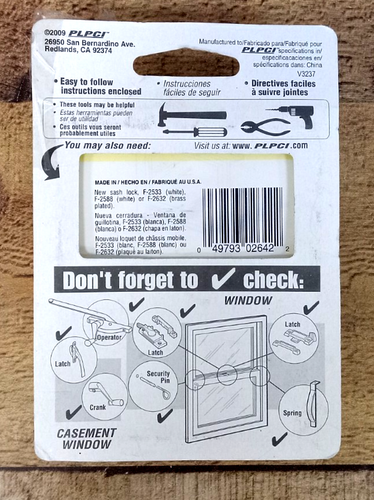 ©2009 PLPCI
26950 San Bernardino Ave.
Redlands, CA 92374
Manufactured to/Fabricado para/Fabriqué pour
PLPCI specifications in/
especificaciones en/
spécifications dans: China
V3237
• Easy to follow
instructions enclosed
• Instrucciones
fáciles de seguir
• Directives faciles
à suivre jointes
• These tools may be helpful
• Estas herramientas pueden
ser de utilidad
• Ces outils vous seront
probablement utiles
You may also need:
Visit us at: www.PLPCI.com
MADE IN / HECHO EN / FABRIQUÉ AU U.S.A.
New sash lock, F-2533 (white),
F-2588 (white) or F-2632 (brass
plated).
Nueva cerradura - Ventana de
guillotina, F-2533 (blanca), F-2588
(blanca) o F-2632 (chapa en laton).
Nouveau loquet de châssis mobile,
F-2533 (blanc, F-2588 (blanc) ou
F-2632 (plaqué au laiton).
0 49793 02642 2
Don't forget to ✓ check:
WINDOW
Operator
Latch
Latch
Latch
Security
Pin
Crank
Spring
CASEMENT
WINDOW